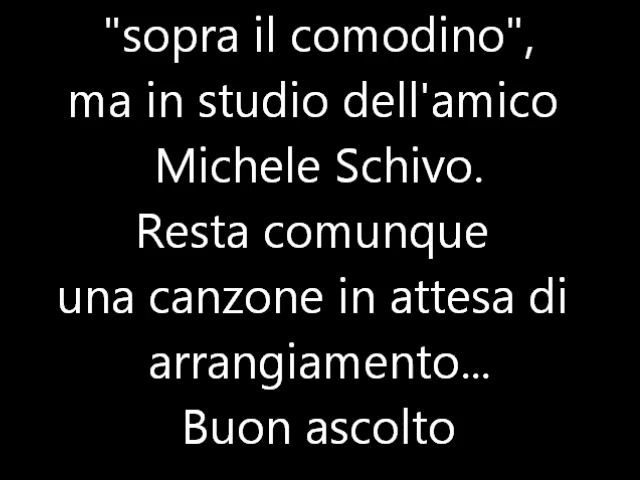 "sopra il comodino",
ma in studio dell'amico
Michele Schivo.
Resta comunque
una canzone in attesa di
arrangiamento...
Buon ascolto